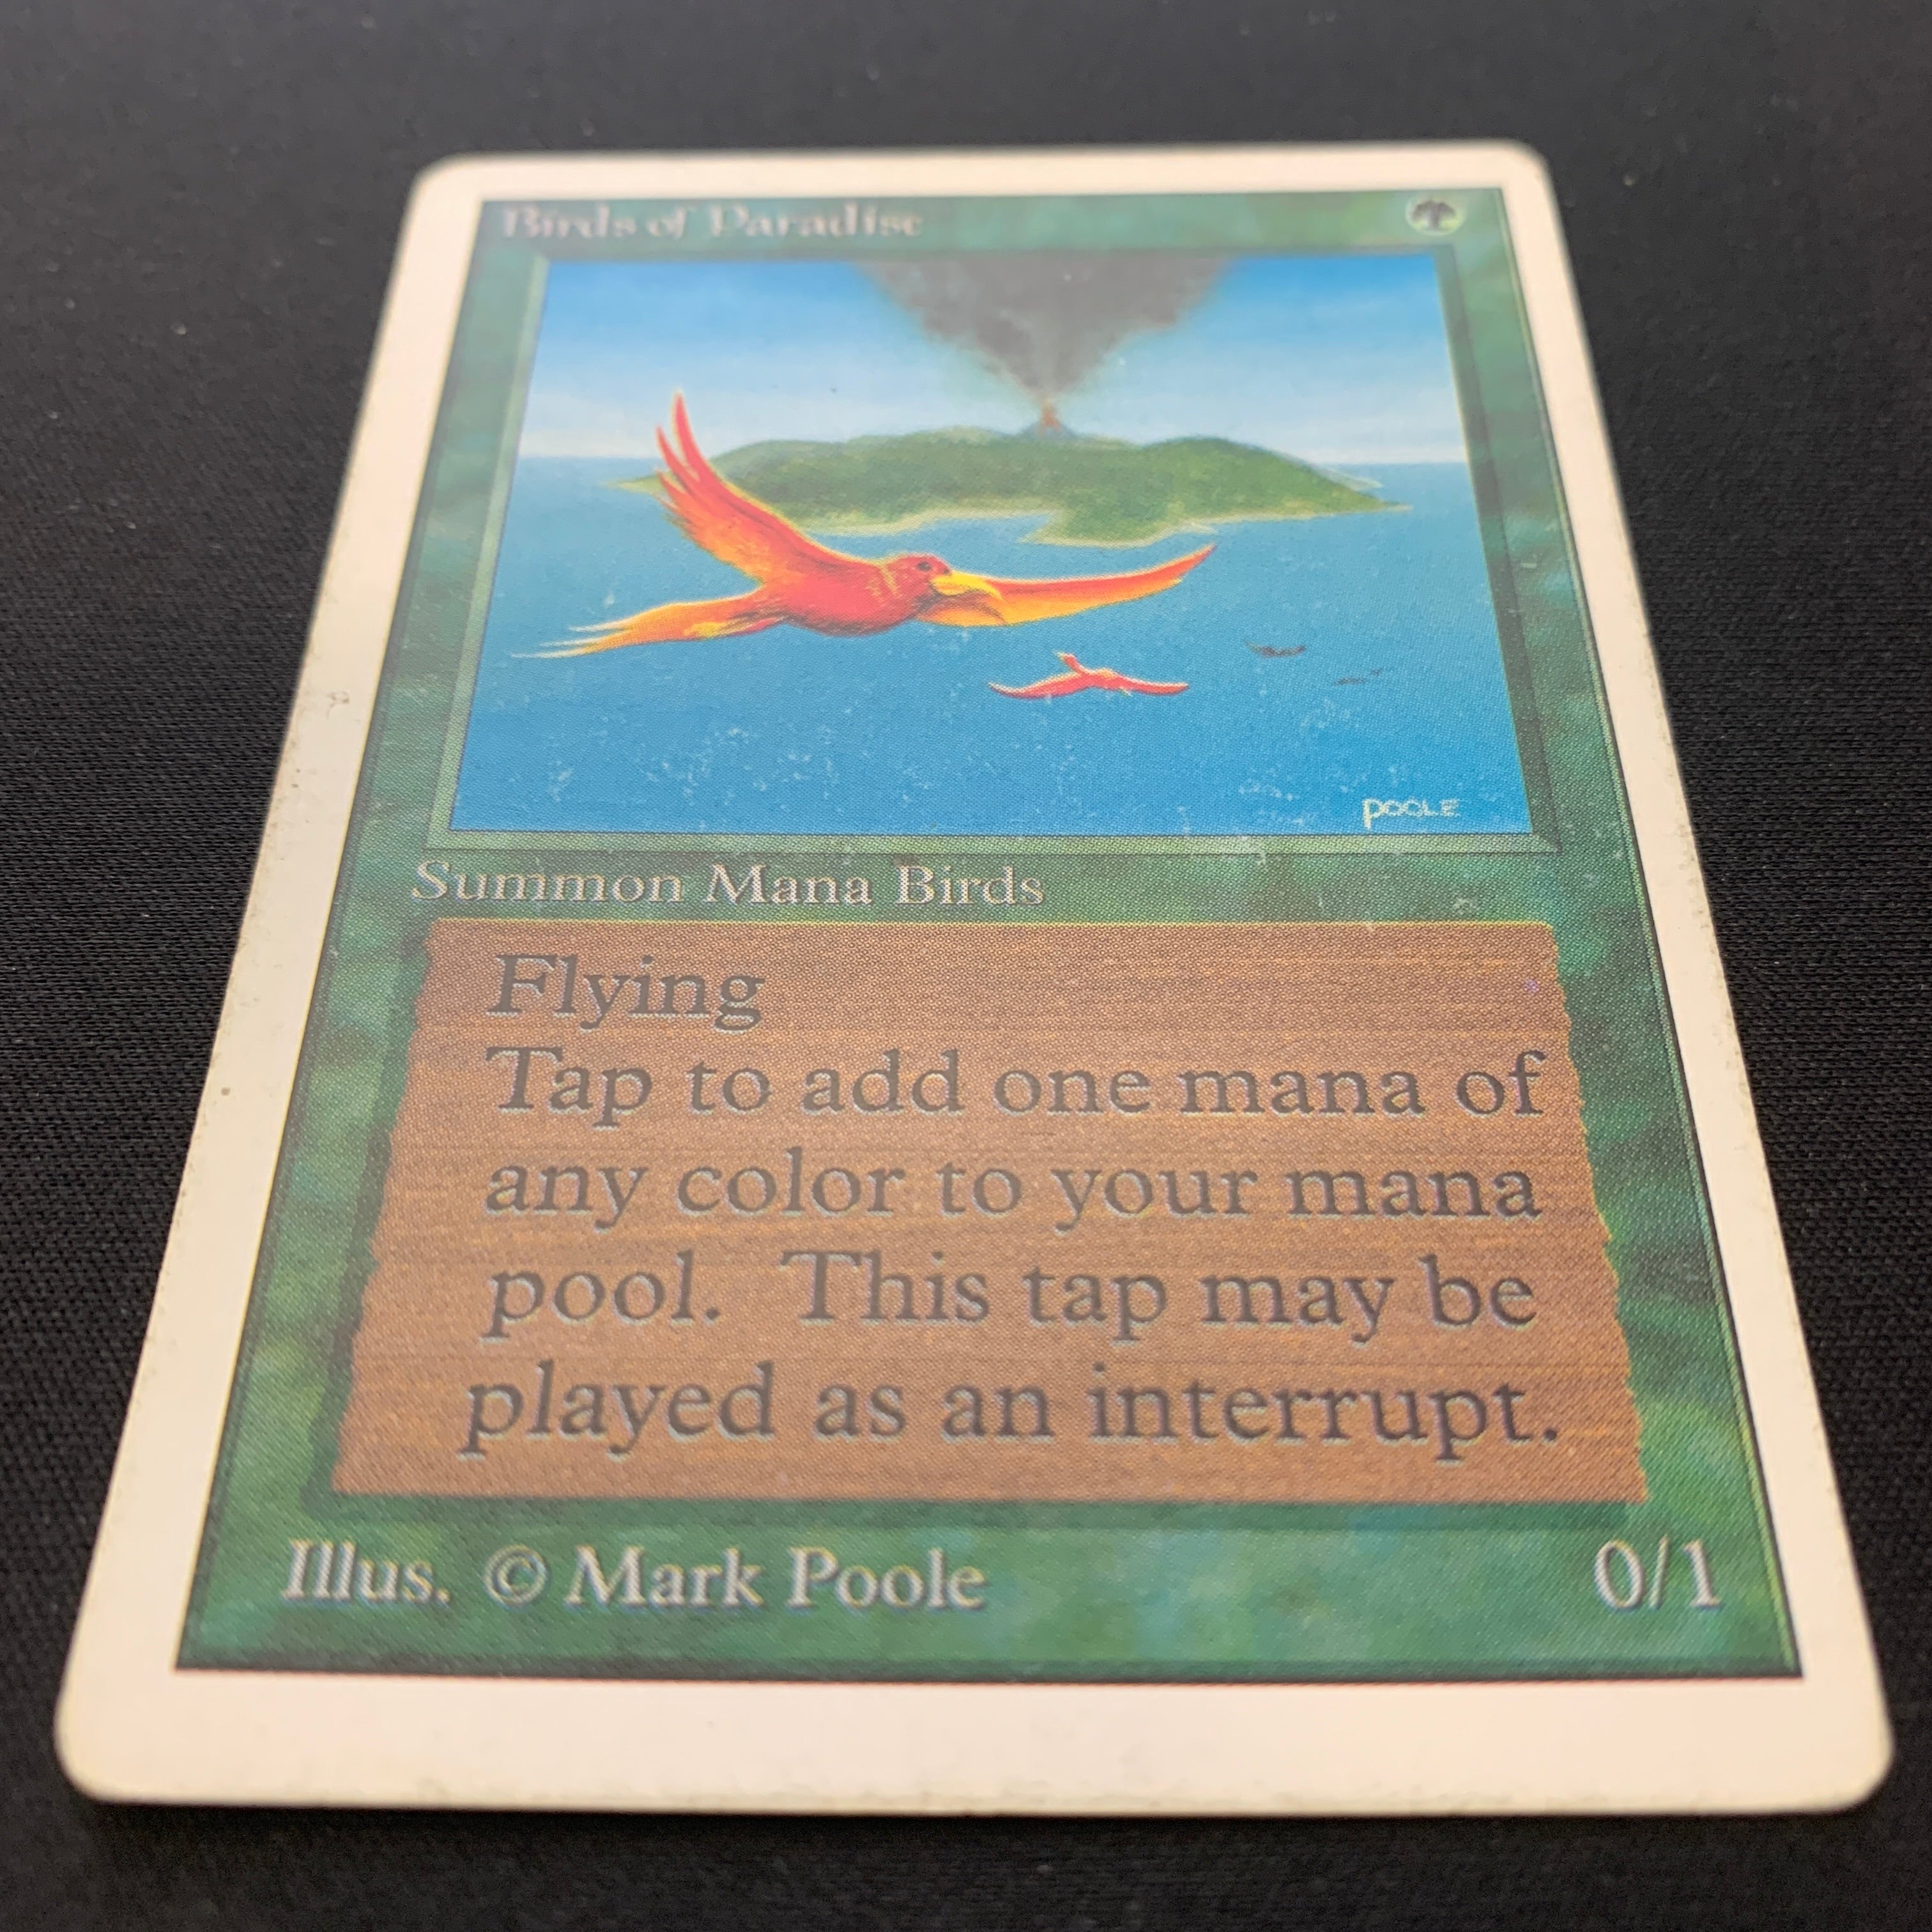 Birds of Paradise
POOLE
Summon Mana Birds
Flying
Tap to add one mana of
any color to your mana
pool. This tap may be
played as an interrupt.
Illus. © Mark Poole
0/1